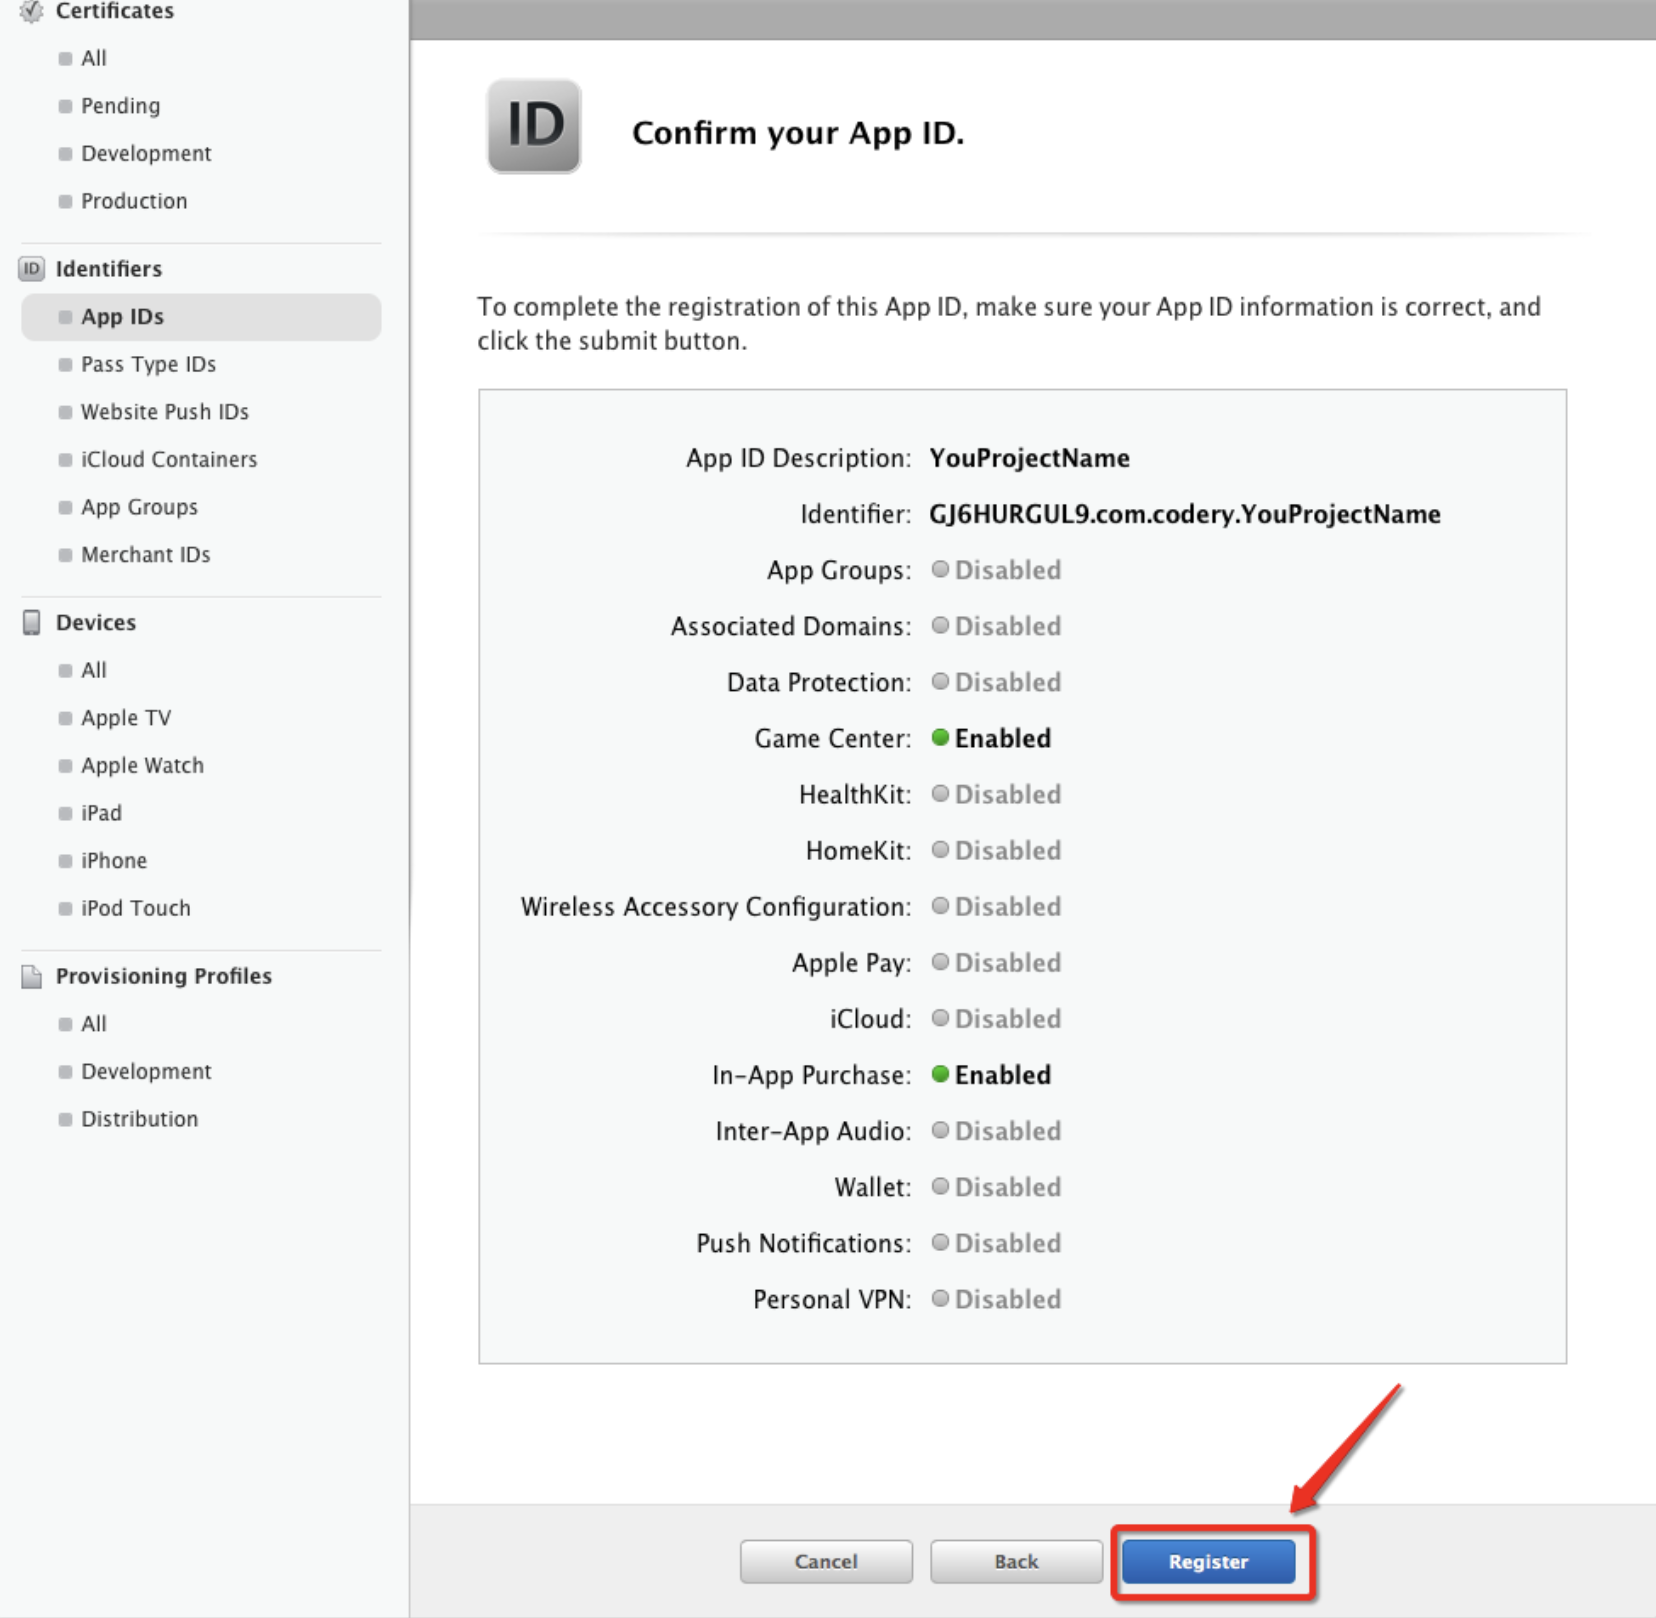 Certificates
All
Pending
Development
Production
ID Identifiers
App IDs
Pass Type IDs
Website Push IDs
iCloud Containers
App Groups
Merchant IDs
Devices
All
Apple TV
Apple Watch
iPad
iPhone
iPod Touch
Provisioning Profiles
All
Development
Distribution
ID
Confirm your App ID.
To complete the registration of this App ID, make sure your App ID information is correct, and
click the submit button.
App ID Description: YouProjectName
Identifier: GJ6HURGUL9.com.codery.YouProjectName
App Groups: Disabled
Associated Domains: Disabled
Data Protection: Disabled
Game Center: Enabled
HealthKit: Disabled
HomeKit: Disabled
Wireless Accessory Configuration: Disabled
Apple Pay: Disabled
iCloud: Disabled
In-App Purchase: Enabled
Inter-App Audio: Disabled
Wallet: Disabled
Push Notifications: Disabled
Personal VPN: Disabled
Cancel Back Register